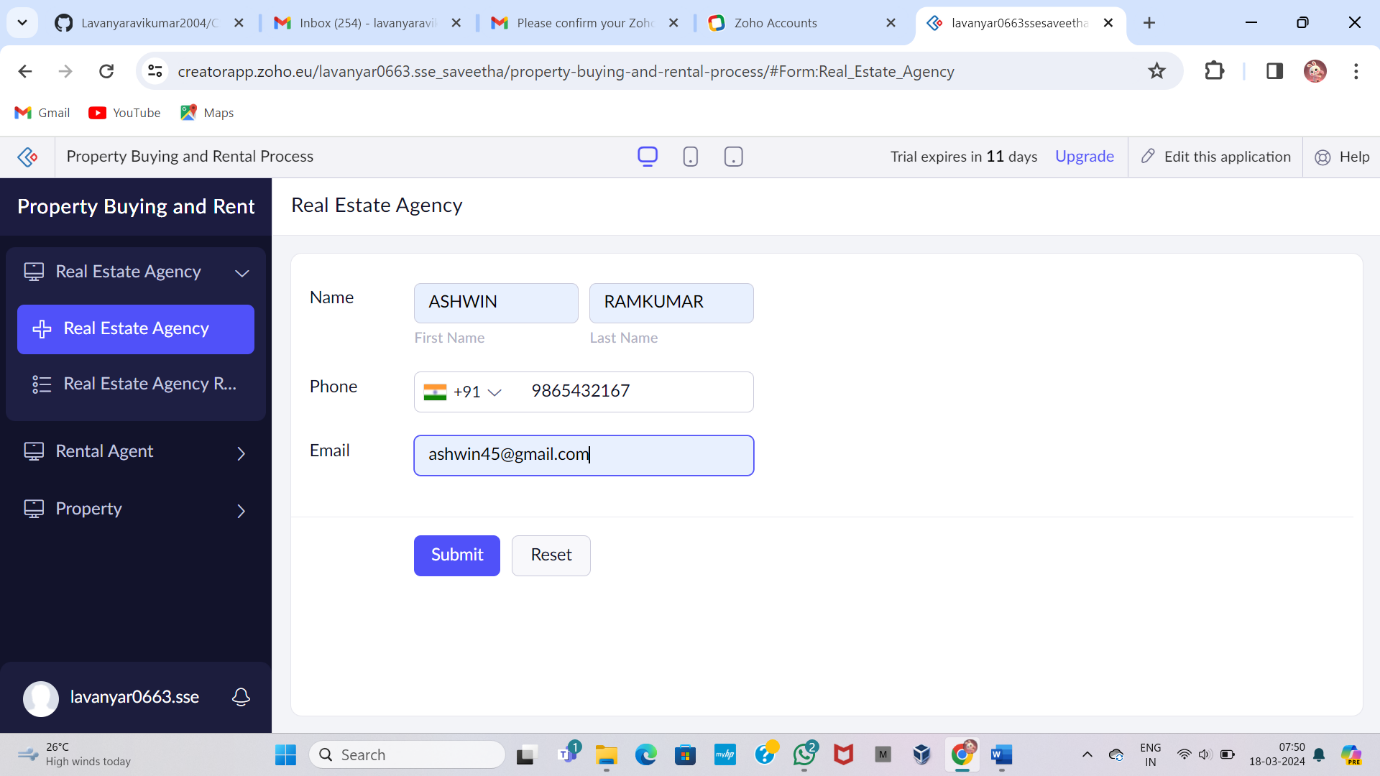 Lavanyaravikumar2004/C
Inbox (254) - lavanyaravi
Please confirm your Zoho
Zoho Accounts
lavanyar0663ssesaveetha
creatorapp.zoho.eu/lavanyar0663.sse_saveetha/property-buying-and-rental-process/#Form:Real_Estate_Agency
Gmail
YouTube
Maps
Property Buying and Rental Process
Trial expires in 11 days
Upgrade
Edit this application
Help
Property Buying and Rent
Real Estate Agency
Real Estate Agency
Real Estate Agency
Real Estate Agency R...
Rental Agent
Property
lavanyar0663.sse
Name
ASHWIN
RAMKUMAR
First Name
Last Name
Phone
+91
9865432167
Email
ashwin45@gmail.com
Submit
Reset
26°C
High winds today
Search
1
2
M
ENG
IN
07:50
18-03-2024
PRE